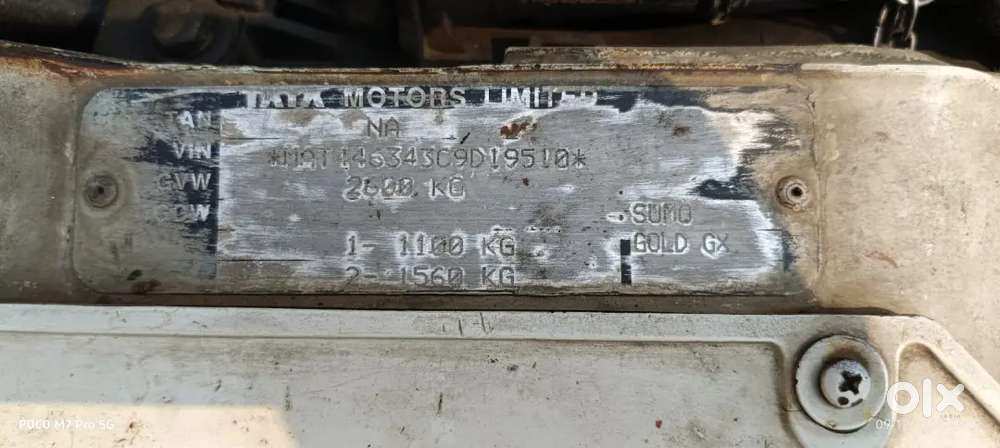 TATA MOTORS LIMITED
TAN NA
VIN *MAT446343C9D19510*
GVW 2600 KG
GCW
SUMO
1- 1100 KG GOLD GX
2- 1560 KG
POCO M7 Pro 5G
olx